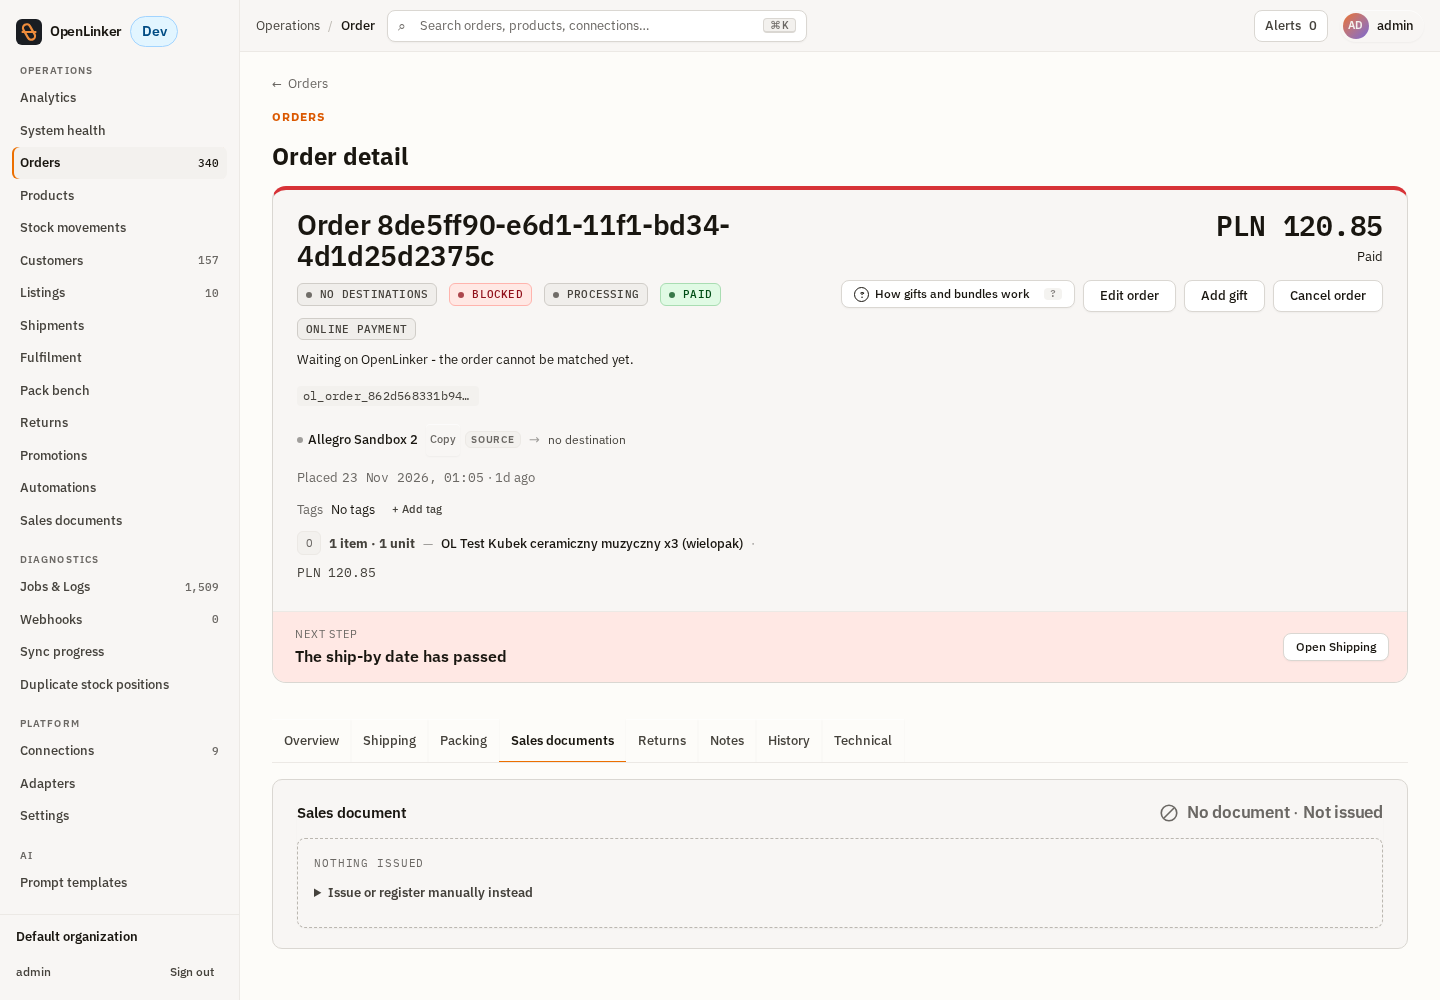 OpenLinker Dev
OPERATIONS
Analytics
System health
Orders 340
Products
Stock movements
Customers 157
Listings 10
Shipments
Fulfilment
Pack bench
Returns
Promotions
Automations
Sales documents
DIAGNOSTICS
Jobs & Logs 1,509
Webhooks 0
Sync progress
Duplicate stock positions
PLATFORM
Connections 9
Adapters
Settings
AI
Prompt templates
Default organization
admin Sign out
Operations / Order
Search orders, products, connections... ⌘K
Alerts 0
AD admin
← Orders
ORDERS
Order detail
Order 8de5ff90-e6d1-11f1-bd34-
4d1d25d2375c
PLN 120.85
Paid
NO DESTINATIONS BLOCKED PROCESSING PAID
ONLINE PAYMENT
? How gifts and bundles work ?
Edit order
Add gift
Cancel order
Waiting on OpenLinker - the order cannot be matched yet.
ol_order_862d568331b94…
Allegro Sandbox 2 Copy SOURCE → no destination
Placed 23 Nov 2026, 01:05 · 1d ago
Tags No tags + Add tag
O 1 item · 1 unit — OL Test Kubek ceramiczny muzyczny x3 (wielopak) ·
PLN 120.85
NEXT STEP
The ship-by date has passed
Open Shipping
Overview Shipping Packing Sales documents Returns Notes History Technical
Sales document
No document · Not issued
NOTHING ISSUED
▶ Issue or register manually instead